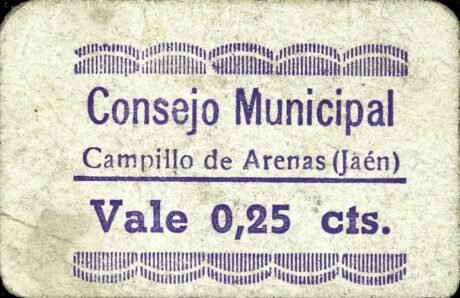 Consejo Municipal
Campillo de Arenas (Jaén)
Vale 0,25 cts.